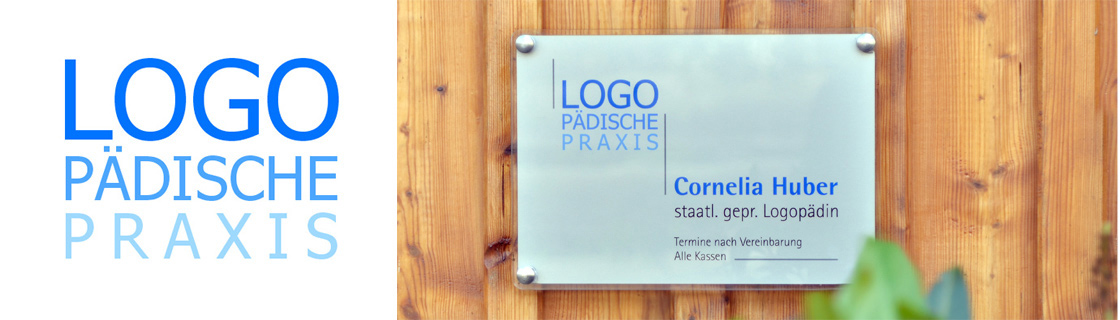 LOGO
PÄDISCHE
PRAXIS
LOGO
PÄDISCHE
PRAXIS
Cornelia Huber
staatl. gepr. Logopädin
Termine nach Vereinbarung
Alle Kassen